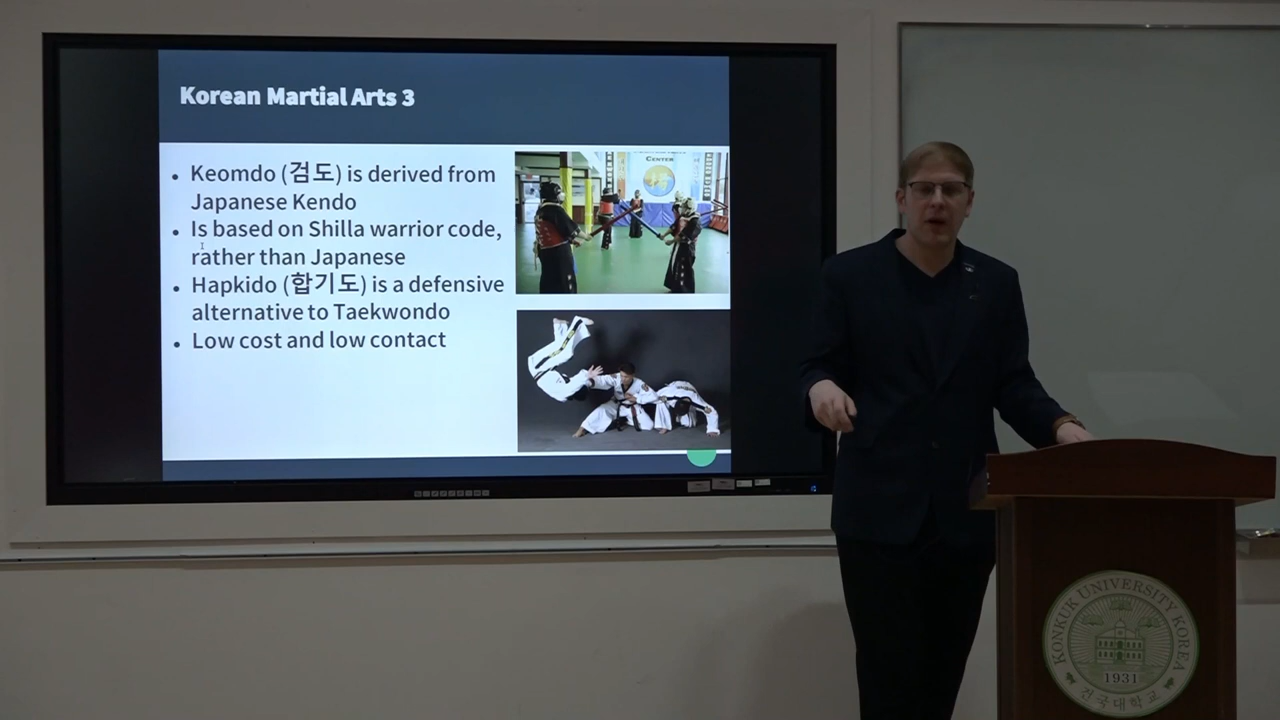 Korean Martial Arts 3
• Keomdo (검도) is derived from
Japanese Kendo
• Is based on Shilla warrior code,
rather than Japanese
• Hapkido (합기도) is a defensive
alternative to Taekwondo
• Low cost and low contact
CENTER
KONKUK UNIVERSITY KOREA
1931
건국대학교